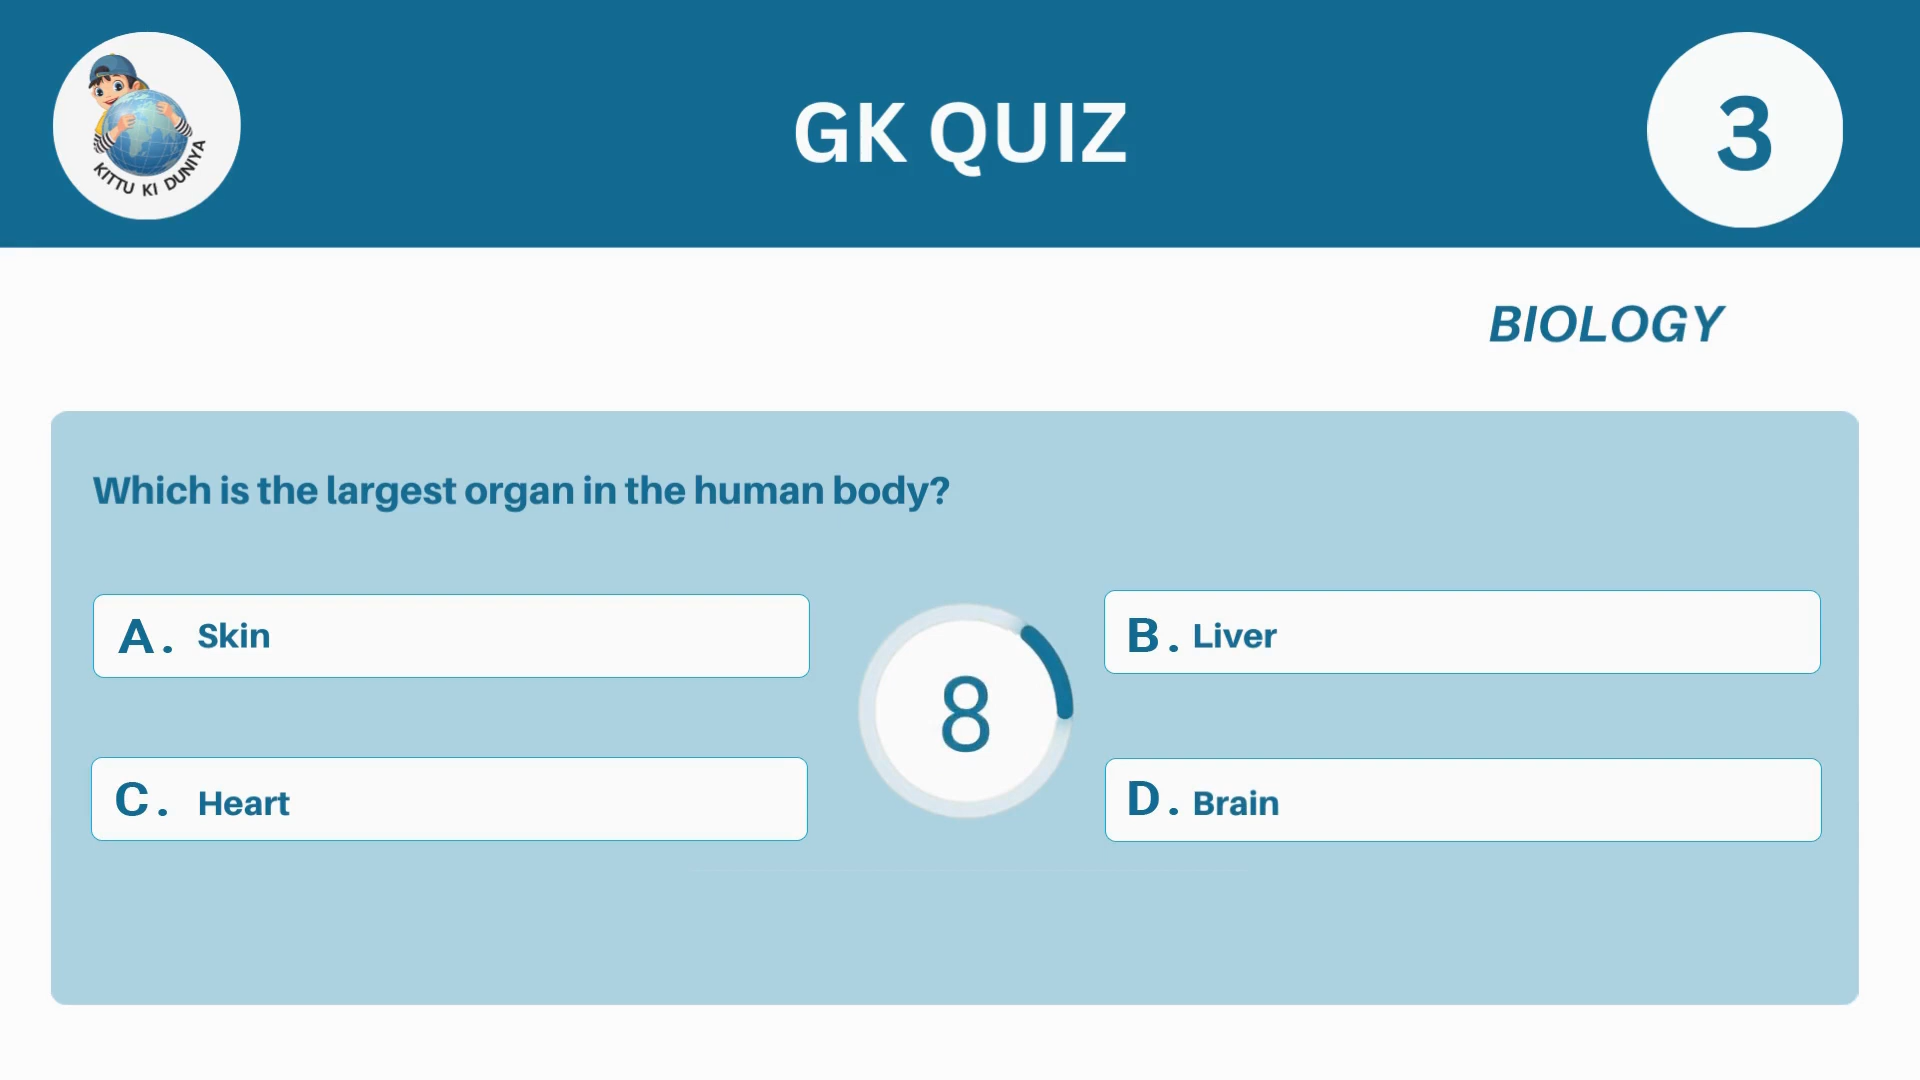 KITTU KI DUNIYA
GK QUIZ
3
BIOLOGY
Which is the largest organ in the human body?
A. Skin
B. Liver
8
C. Heart
D. Brain